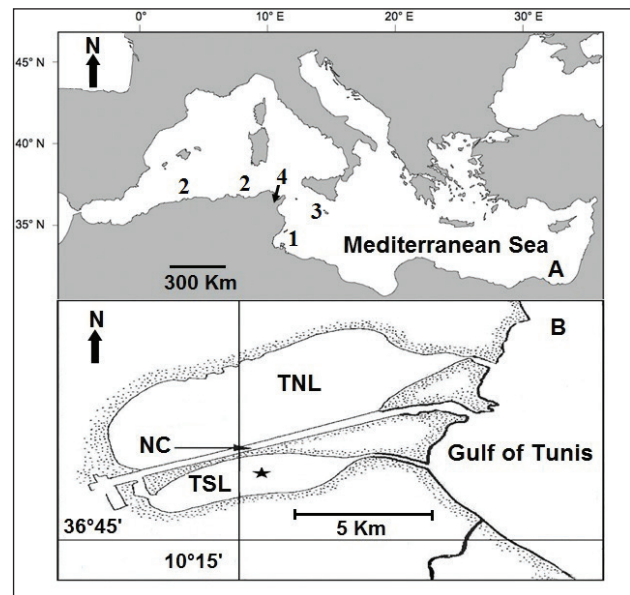 0° 10°E 20°E 30°E
N
45°N
40°N
35°N
2 2 4
3
1
Mediterranean Sea
300 Km
A
N
B
TNL
NC
Gulf of Tunis
TSL
36°45'
5 Km
10°15'